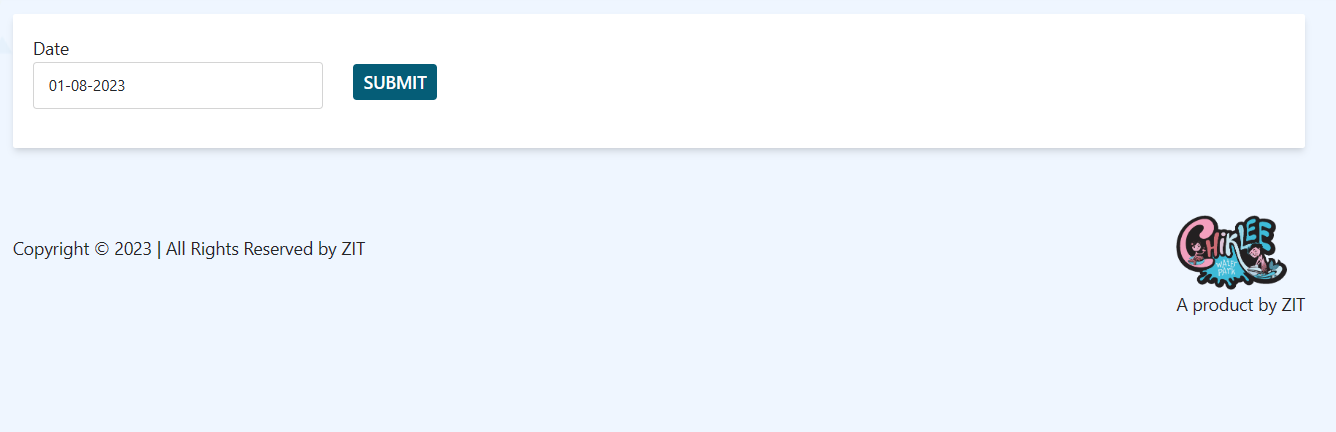 Date
01-08-2023
SUBMIT
Copyright © 2023 | All Rights Reserved by ZIT
CHIKLEE
WATER
PARK
A product by ZIT